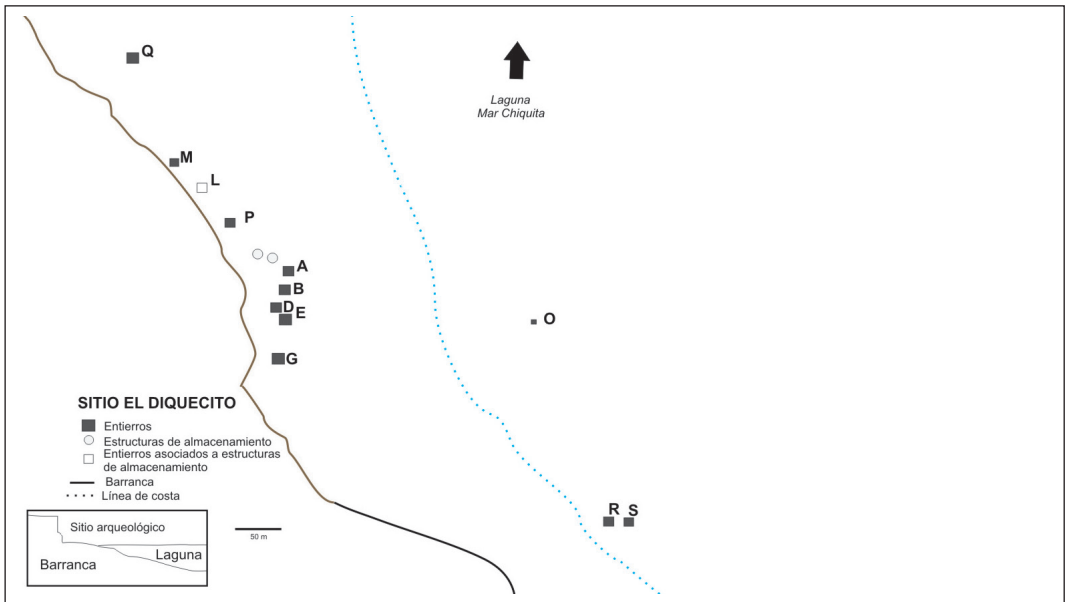 Q
Laguna
Mar Chiquita
M
L
P
A
B
D
E
O
G
SITIO EL DIQUECITO
Entierros
Estructuras de almacenamiento
Entierros asociados a estructuras
de almacenamiento
Barranca
Línea de costa
R S
Sitio arqueológico
Laguna
Barranca
50 m